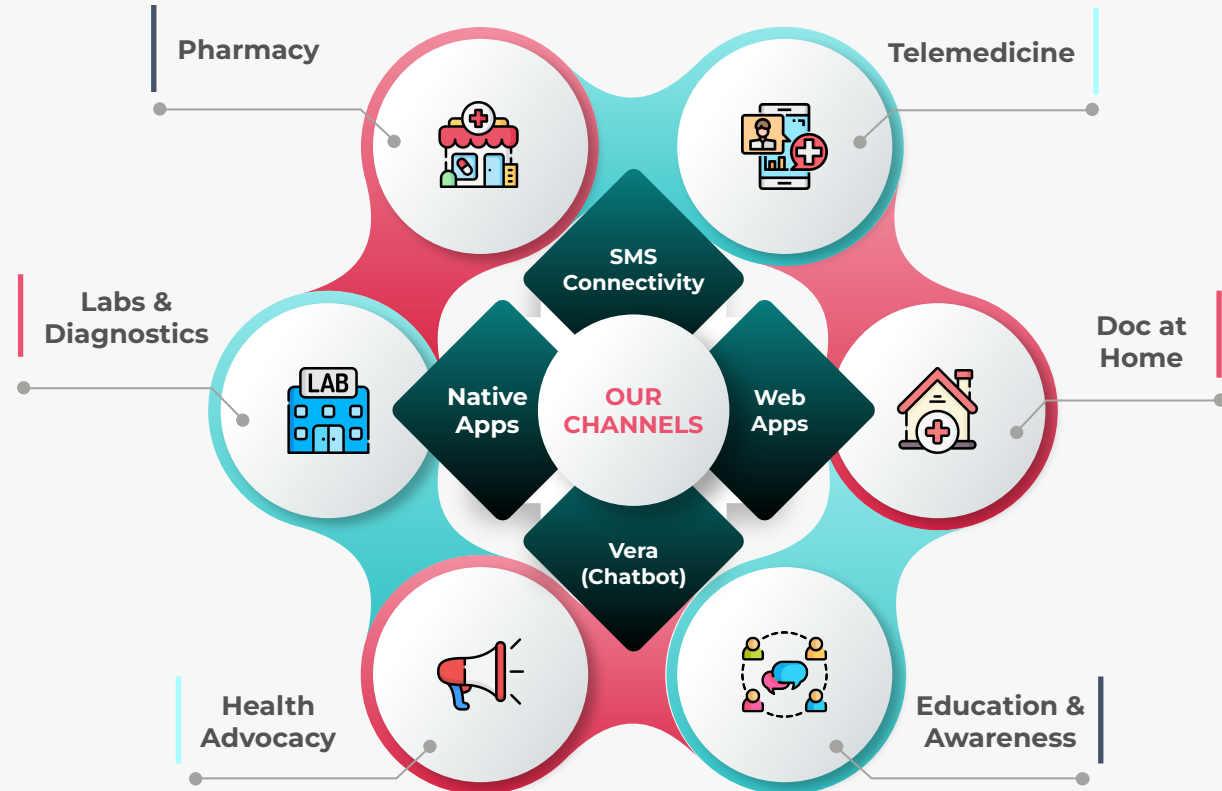 Pharmacy
Telemedicine
SMS
Connectivity
Labs &
Diagnostics
Doc at
Home
LAB
Native
Apps
OUR
CHANNELS
Web
Apps
Vera
(Chatbot)
Health
Advocacy
Education &
Awareness